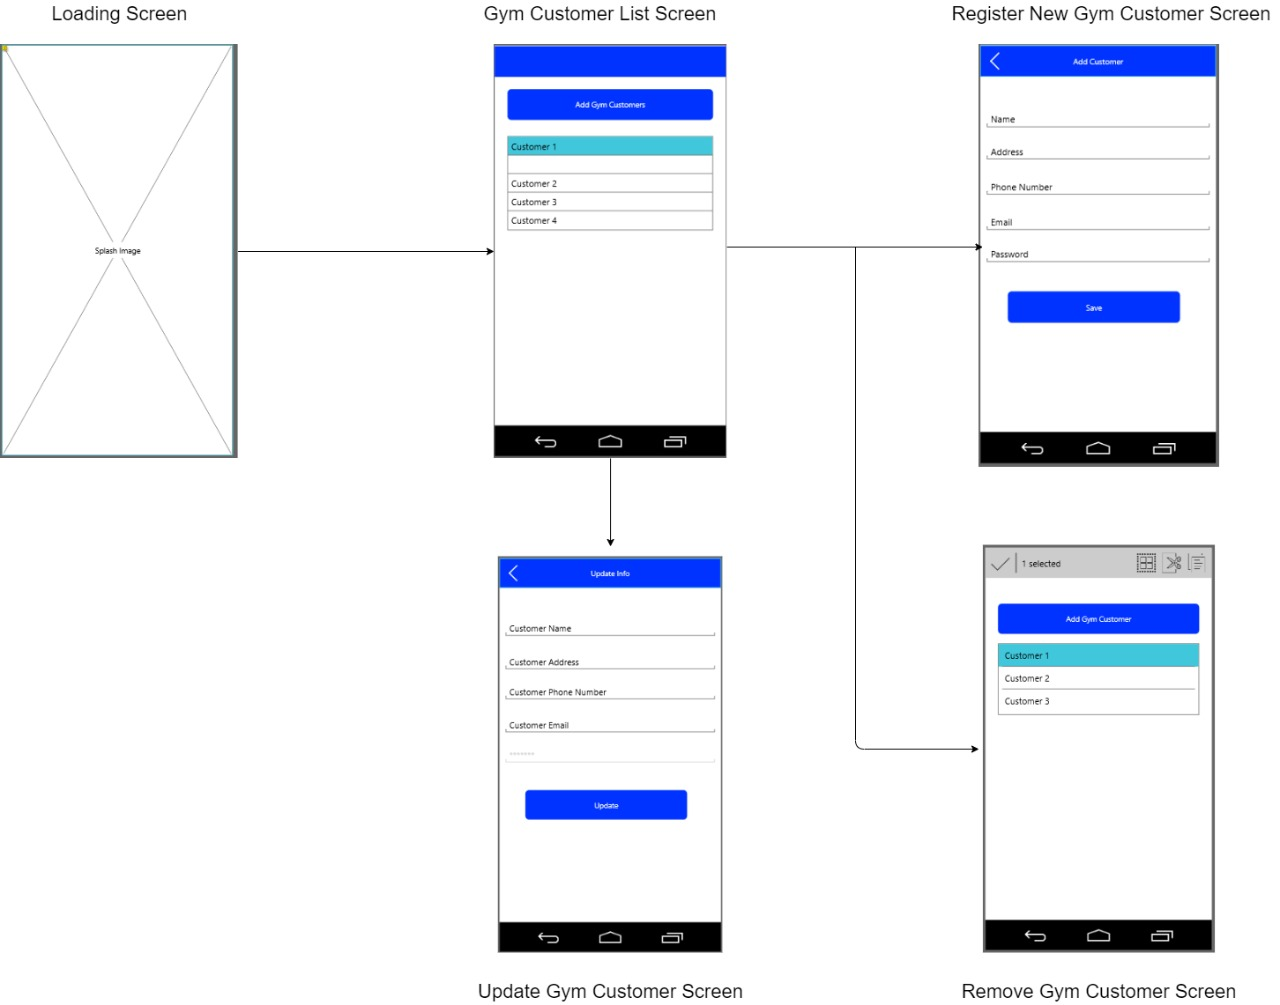 Loading Screen
Splash Image
Gym Customer List Screen
Add Gym Customers
Customer 1
Customer 2
Customer 3
Customer 4
Register New Gym Customer Screen
Add Customer
Name
Address
Phone Number
Email
Password
Save
Update Info
Customer Name
Customer Address
Customer Phone Number
Customer Email
*******
Update
Update Gym Customer Screen
1 selected
Add Gym Customer
Customer 1
Customer 2
Customer 3
Remove Gym Customer Screen